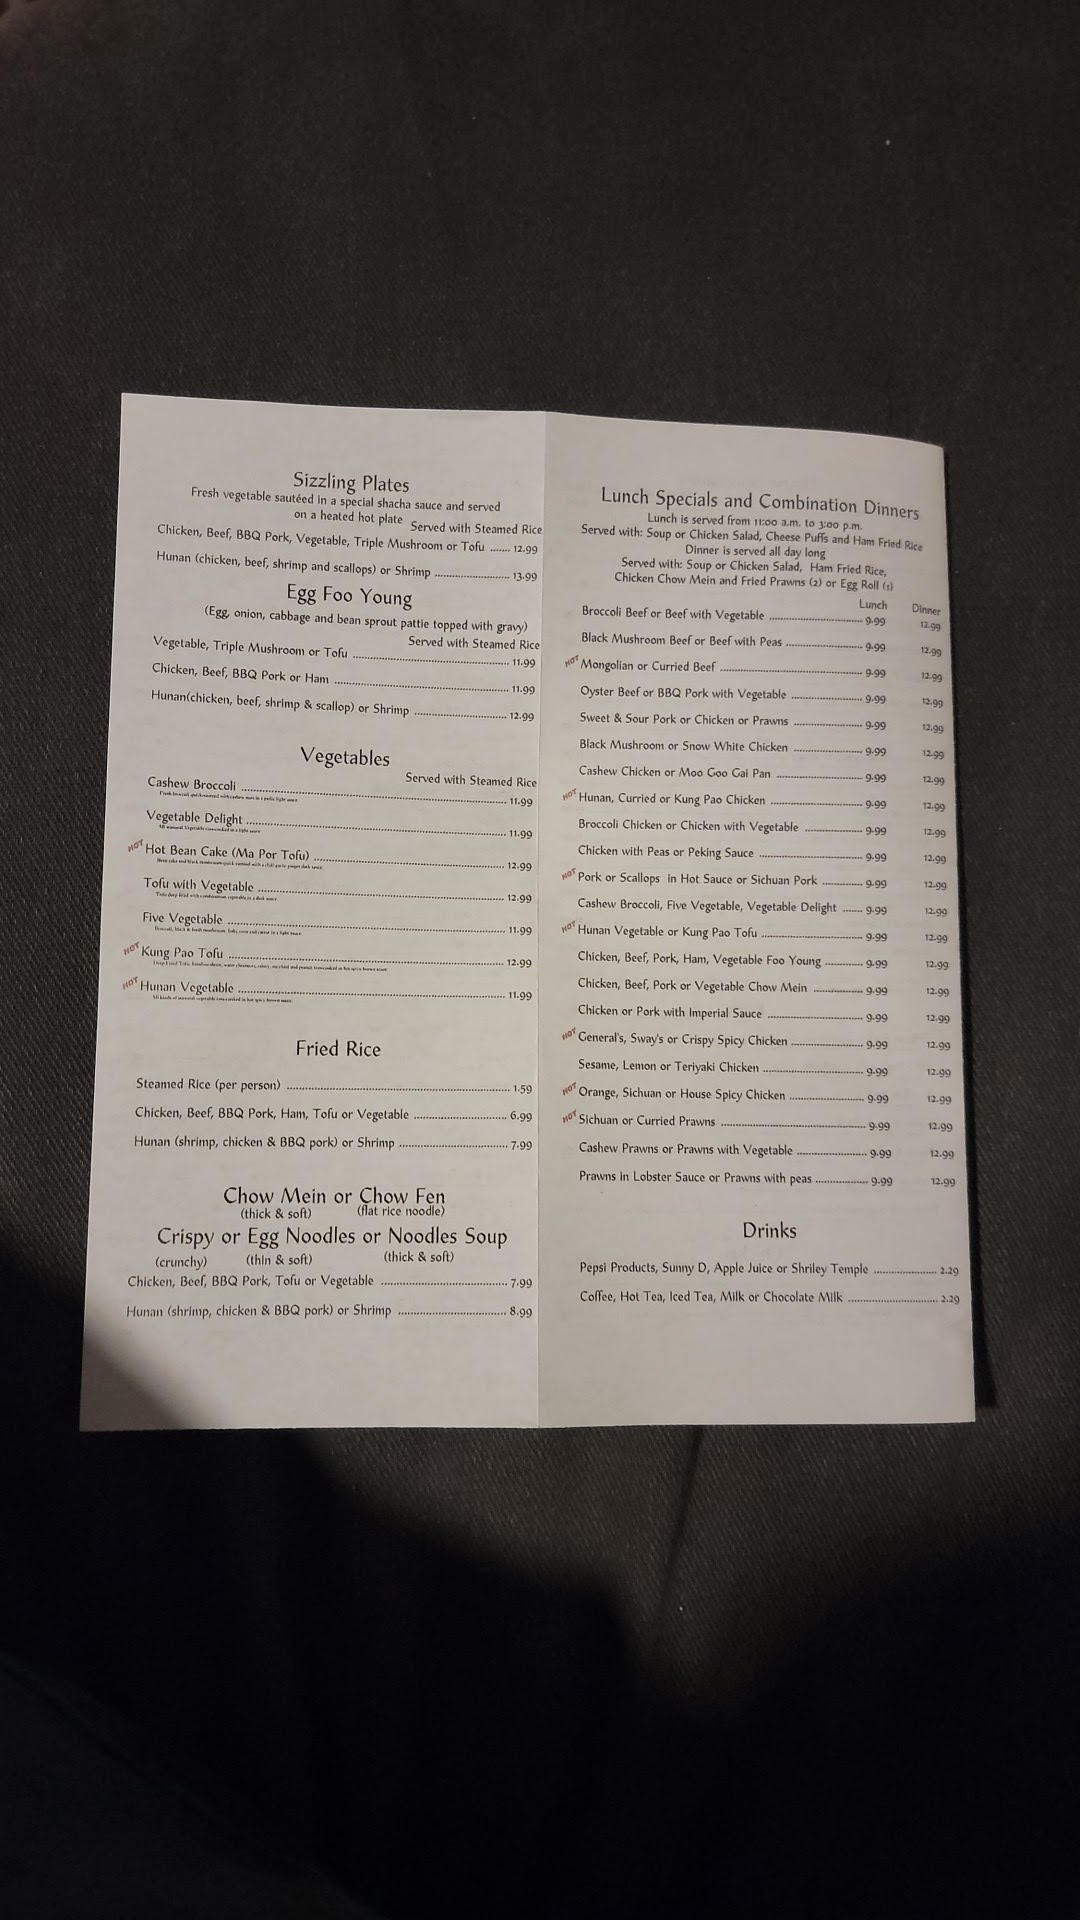 Sizzling Plates
Fresh vegetable sautéed in a special shacha sauce and served
on a heated hot plate
Served with Steamed Rice
Chicken, Beef, BBQ Pork, Vegetable, Triple Mushroom or Tofu ....... 12.99
Hunan (chicken, beef, shrimp and scallops) or Shrimp .......................... 13.99
Egg Foo Young
(Egg, onion, cabbage and bean sprout pattie topped with gravy)
Served with Steamed Rice
Vegetable, Triple Mushroom or Tofu ...................................................... 11.99
Chicken, Beef, BBQ Pork or Ham ............................................................ 11.99
Hunan(chicken, beef, shrimp & scallop) or Shrimp ................................ 12.99
Vegetables
Served with Steamed Rice
Cashew Broccoli ............................................................................................. 11.99
Vegetable Delight ........................................................................................... 11.99
HOT Hot Bean Cake (Ma Por Tofu) ................................................................... 12.99
Tofu with Vegetable ....................................................................................... 12.99
Five Vegetable ................................................................................................ 11.99
HOT Kung Pao Tofu ............................................................................................... 12.99
HOT Hunan Vegetable ........................................................................................... 11.99
Fried Rice
Steamed Rice (per person) ............................................................................. 1.59
Chicken, Beef, BBQ Pork, Ham, Tofu or Vegetable ................................ 6.99
Hunan (shrimp, chicken & BBQ pork) or Shrimp ..................................... 7.99
Chow Mein or Chow Fen
(thick & soft) (flat rice noodle)
Crispy or Egg Noodles or Noodles Soup
(crunchy) (thin & soft) (thick & soft)
Chicken, Beef, BBQ Pork, Tofu or Vegetable ........................................... 7.99
Hunan (shrimp, chicken & BBQ pork) or Shrimp ..................................... 8.99
Lunch Specials and Combination Dinners
Lunch is served from 11:00 a.m. to 3:00 p.m.
Served with: Soup or Chicken Salad, Cheese Puffs and Ham Fried Rice
Dinner is served all day long
Served with: Soup or Chicken Salad, Ham Fried Rice,
Chicken Chow Mein and Fried Prawns (2) or Egg Roll (1)
Lunch Dinner
Broccoli Beef or Beef with Vegetable ............................... 9.99 12.99
Black Mushroom Beef or Beef with Peas .......................... 9.99 12.99
HOT Mongolian or Curried Beef ............................................... 9.99 12.99
Oyster Beef or BBQ Pork with Vegetable ........................ 9.99 12.99
Sweet & Sour Pork or Chicken or Prawns ....................... 9.99 12.99
Black Mushroom or Snow White Chicken ....................... 9.99 12.99
Cashew Chicken or Moo Goo Gai Pan ............................ 9.99 12.99
HOT Hunan, Curried or Kung Pao Chicken ............................... 9.99 12.99
Broccoli Chicken or Chicken with Vegetable .................... 9.99 12.99
Chicken with Peas or Peking Sauce ................................... 9.99 12.99
HOT Pork or Scallops in Hot Sauce or Sichuan Pork ............. 9.99 12.99
Cashew Broccoli, Five Vegetable, Vegetable Delight ...... 9.99 12.99
HOT Hunan Vegetable or Kung Pao Tofu .................................. 9.99 12.99
Chicken, Beef, Pork, Ham, Vegetable Foo Young ............ 9.99 12.99
Chicken, Beef, Pork or Vegetable Chow Mein ................ 9.99 12.99
Chicken or Pork with Imperial Sauce ................................ 9.99 12.99
HOT General's, Sway's or Crispy Spicy Chicken ........................ 9.99 12.99
Sesame, Lemon or Teriyaki Chicken ................................. 9.99 12.99
HOT Orange, Sichuan or House Spicy Chicken ......................... 9.99 12.99
HOT Sichuan or Curried Prawns ................................................ 9.99 12.99
Cashew Prawns or Prawns with Vegetable ....................... 9.99 12.99
Prawns In Lobster Sauce or Prawns with peas .................. 9.99 12.99
Drinks
Pepsi Products, Sunny D, Apple Juice or Shriley Temple ..................... 2.29
Coffee, Hot Tea, Iced Tea, Milk or Chocolate Milk .............................. 2.29